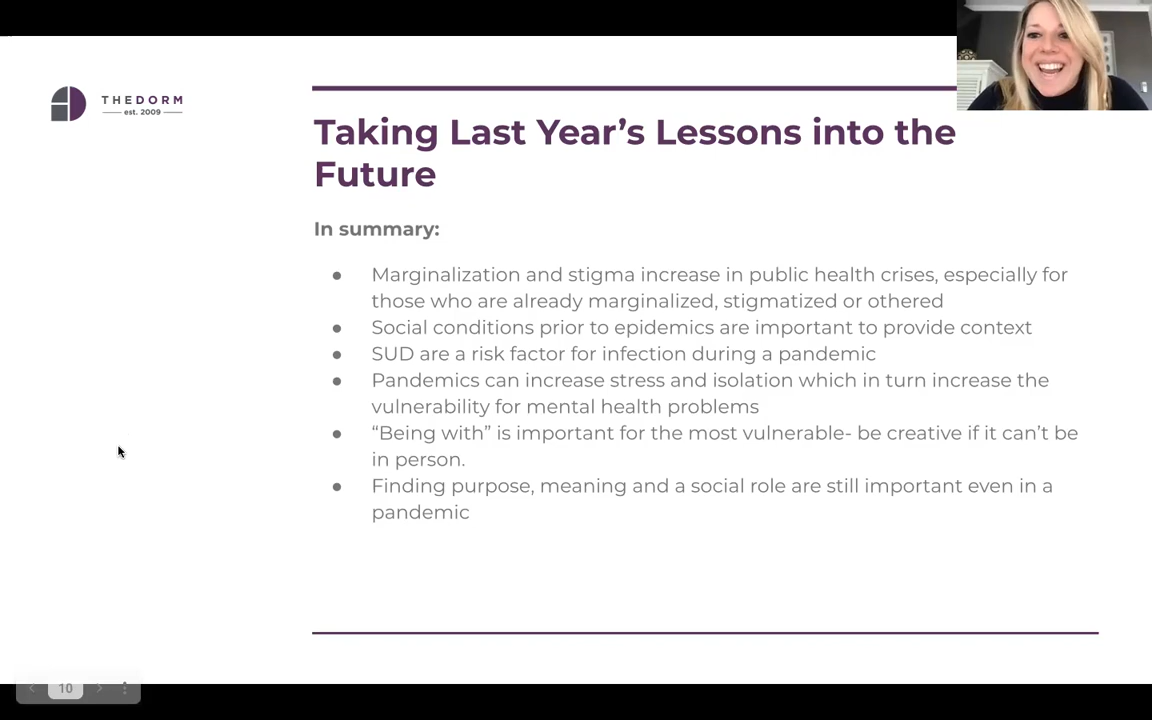 THEDORM
est. 2009
Taking Last Year’s Lessons into the
Future
In summary:
● Marginalization and stigma increase in public health crises, especially for
those who are already marginalized, stigmatized or othered
● Social conditions prior to epidemics are important to provide context
● SUD are a risk factor for infection during a pandemic
● Pandemics can increase stress and isolation which in turn increase the
vulnerability for mental health problems
● “Being with” is important for the most vulnerable- be creative if it can’t be
in person.
● Finding purpose, meaning and a social role are still important even in a
pandemic
10